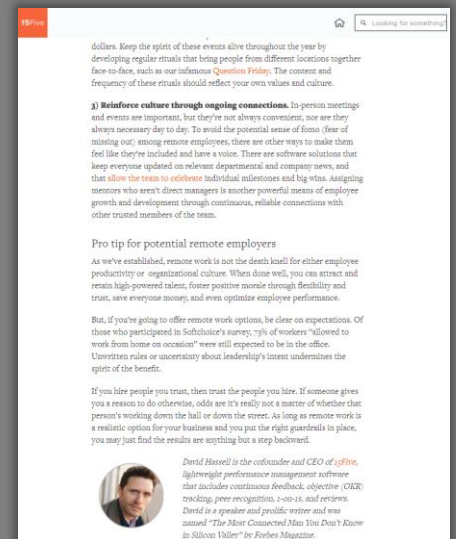 15Five
Looking for something?
dollars. Keep the spirit of these events alive throughout the year by
developing regular rituals that bring people from different locations together
face-to-face, such as our infamous Question Friday. The content and
frequency of these rituals should reflect your own values and culture.
3) Reinforce culture through ongoing connections. In-person meetings
and events are important, but they're not always convenient, nor are they
always necessary day to day. To avoid the potential sense of fomo (fear of
missing out) among remote employees, there are other ways to make them
feel like they're included and have a voice. There are software solutions that
keep everyone updated on relevant departmental and company news, and
that allow the team to celebrate individual milestones and big wins. Assigning
mentors who aren't direct managers is another powerful means of employee
growth and development through continuous, reliable connections with
other trusted members of the team.
Pro tip for potential remote employers
As we've established, remote work is not the death knell for either employee
productivity or organizational culture. When done well, you can attract and
retain high-powered talent, foster positive morale through flexibility and
trust, save everyone money, and even optimize employee performance.
But, if you're going to offer remote work options, be clear on expectations. Of
those who participated in Softchoice's survey, 73% of workers "allowed to
work from home on occasion" were still expected to be in the office.
Unwritten rules or uncertainty about leadership's intent undermines the
spirit of the benefit.
If you hire people you trust, then trust the people you hire. If someone gives
you a reason to do otherwise, odds are it's really not a matter of whether that
person's working down the hall or down the street. As long as remote work is
a realistic option for your business and you put the right guardrails in place,
you may just find the results are anything but a step backward.
David Hassell is the cofounder and CEO of 15Five,
lightweight performance management software
that includes continuous feedback, objective (OKR)
tracking, peer recognition, 1-on-1s, and reviews.
David is a speaker and prolific writer and was
named "The Most Connected Man You Don't Know
in Silicon Valley" by Forbes Magazine.